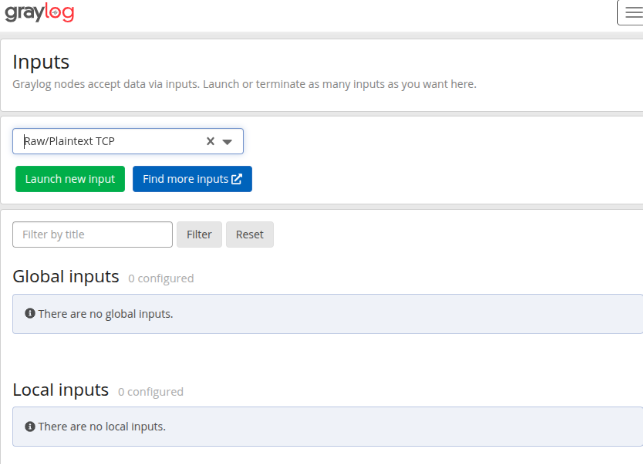 graylog
Inputs
Graylog nodes accept data via inputs. Launch or terminate as many inputs as you want here.
Raw/Plaintext TCP
Launch new input
Find more inputs
Filter by title
Filter
Reset
Global inputs 0 configured
There are no global inputs.
Local inputs 0 configured
There are no local inputs.